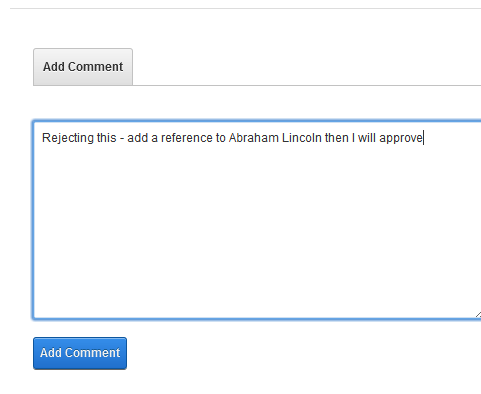 Add Comment
Rejecting this - add a reference to Abraham Lincoln then I will approve
Add Comment